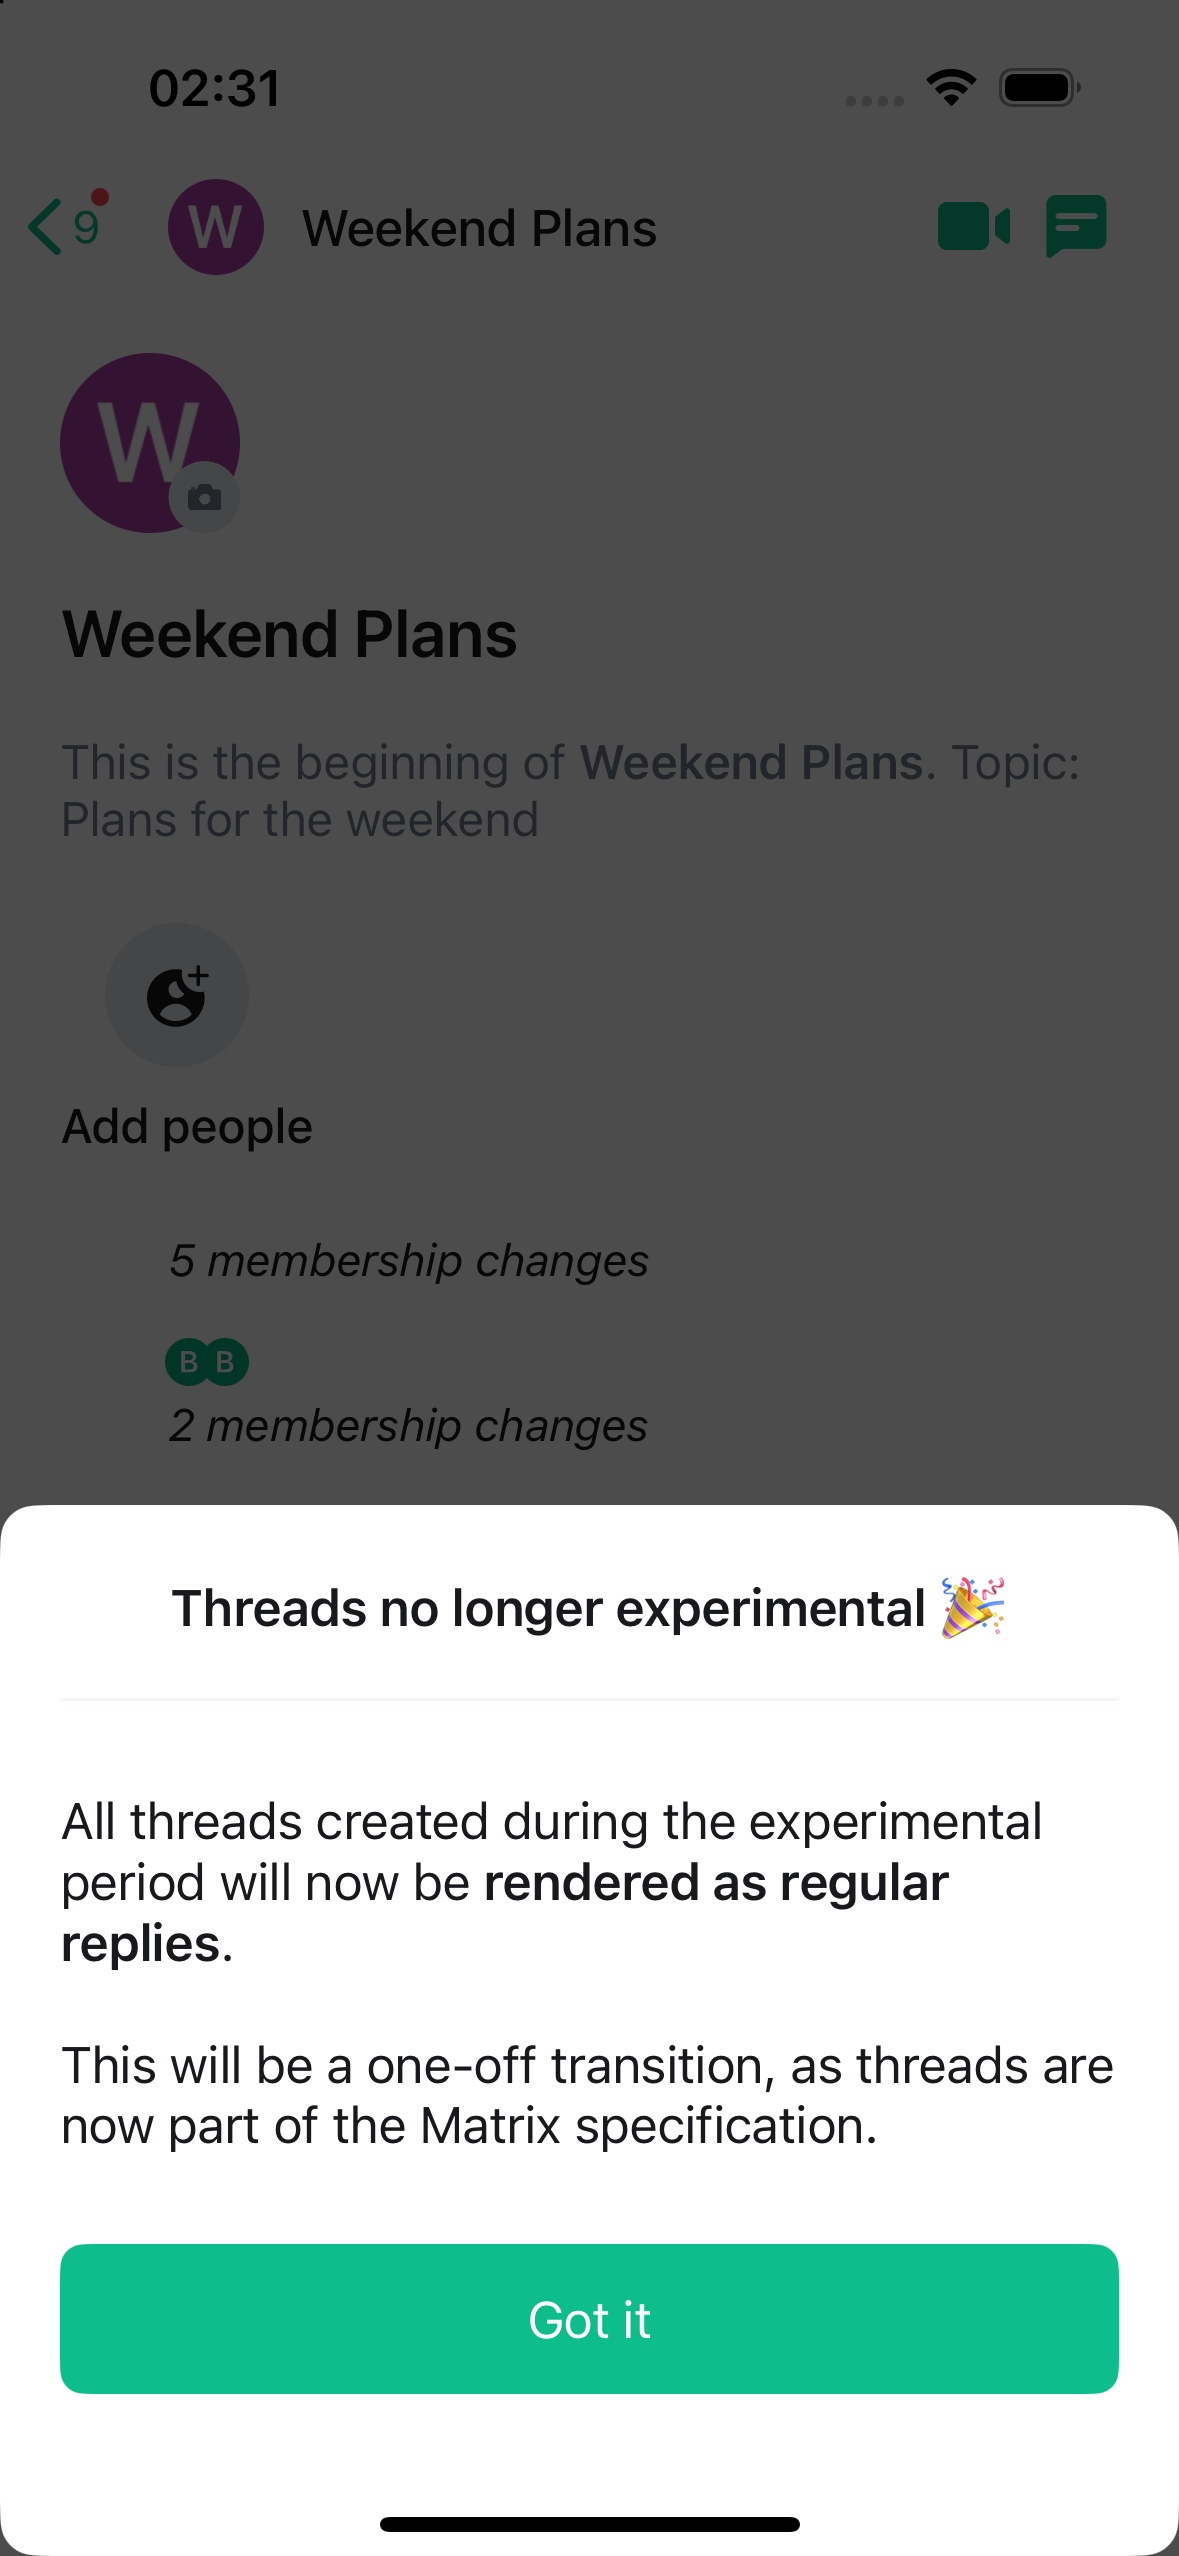 02:31
9
W
Weekend Plans
W
Weekend Plans
This is the beginning of Weekend Plans. Topic:
Plans for the weekend
Add people
5 membership changes
B B
2 membership changes
Threads no longer experimental 🎉
All threads created during the experimental
period will now be rendered as regular
replies.
This will be a one-off transition, as threads are
now part of the Matrix specification.
Got it